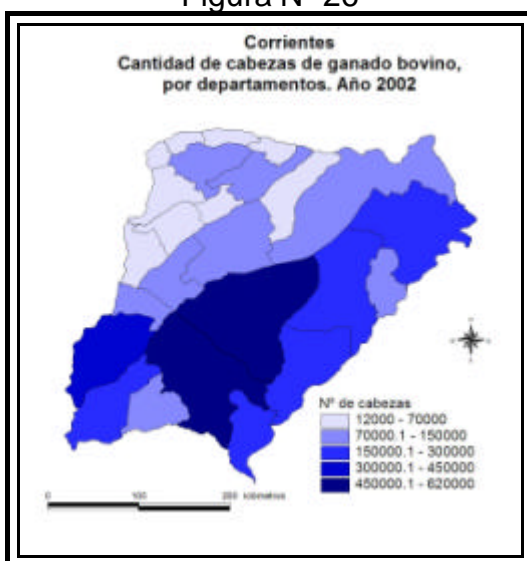 Corrientes
Cantidad de cabezas de ganado bovino,
por departamentos. Año 2002
Nº de cabezas
12000 - 70000
70000.1 - 150000
150000.1 - 300000
300000.1 - 450000
450000.1 - 620000
0 100 200 kilómetros